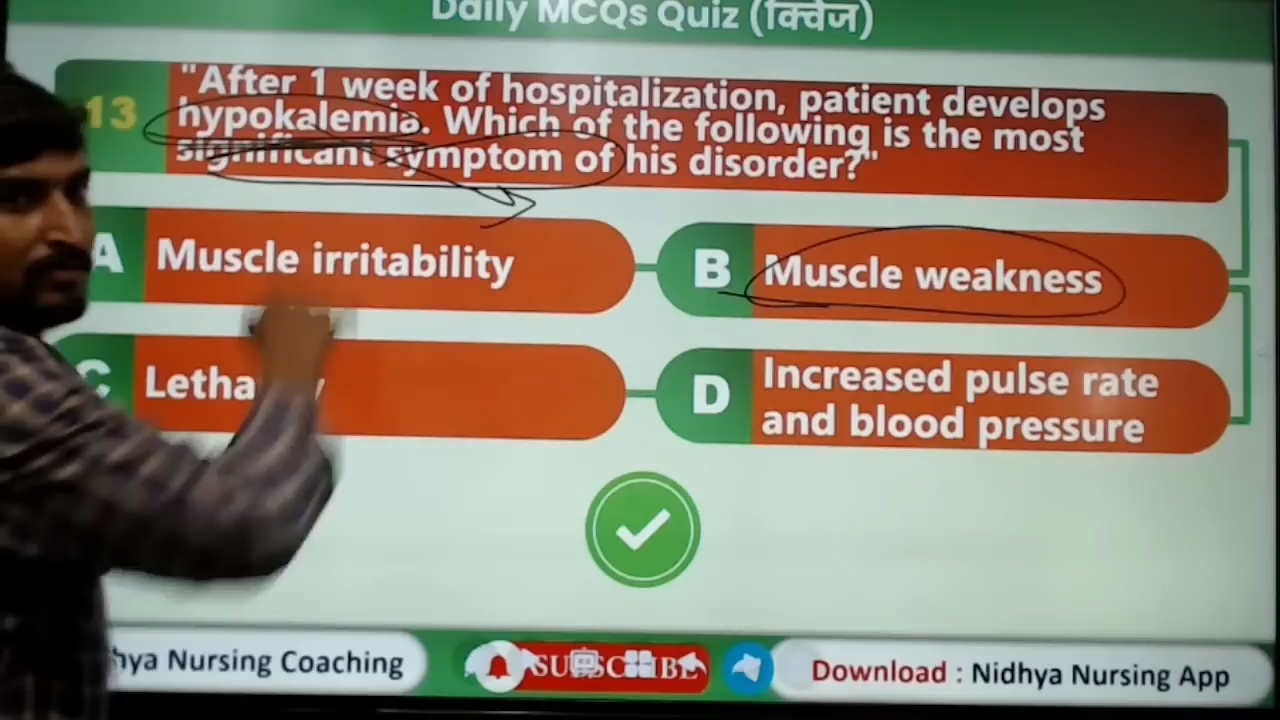 Daily MCQs Quiz (क्विज)
13
"After 1 week of hospitalization, patient develops
hypokalemia. Which of the following is the most
significant symptom of his disorder?"
A Muscle irritability
B Muscle weakness
C
D Increased pulse rate
and blood pressure
Nursing Coaching
SUBSCRIBE
Download : Nidhya Nursing App